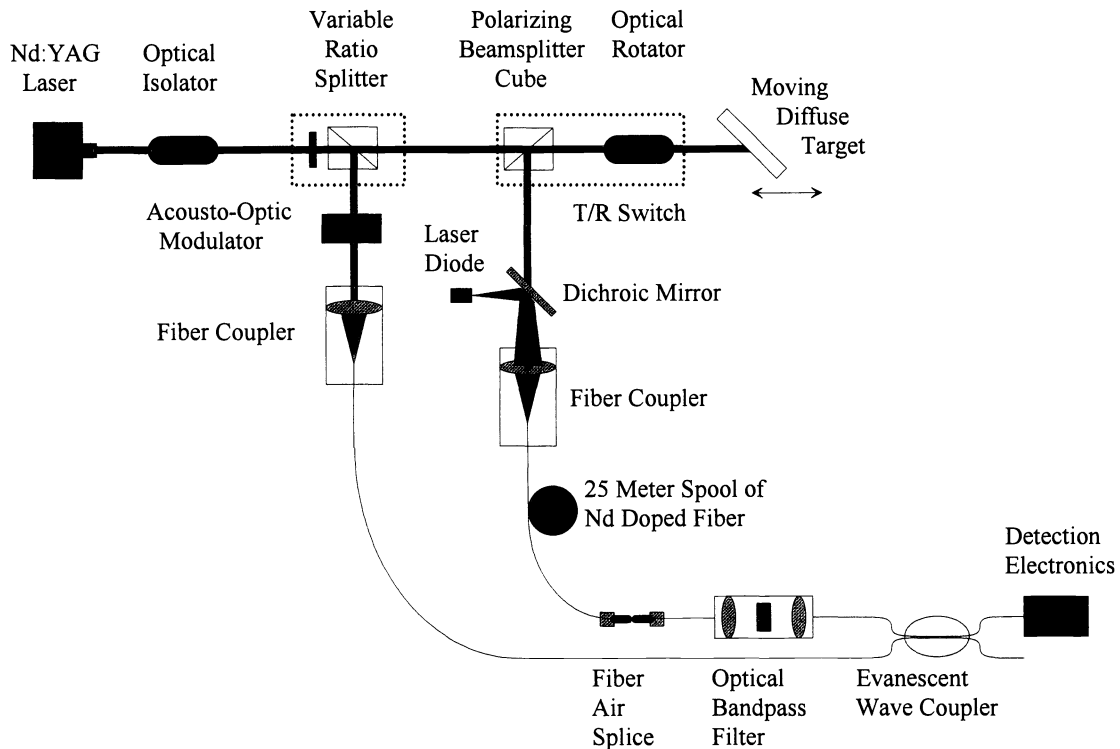 Nd:YAG
Laser
Optical
Isolator
Variable
Ratio
Splitter
Polarizing
Beamsplitter
Cube
Optical
Rotator
Moving
Diffuse
Target
Acousto-Optic
Modulator
T/R Switch
Laser
Diode
Dichroic Mirror
Fiber Coupler
Fiber Coupler
25 Meter Spool of
Nd Doped Fiber
Detection
Electronics
Fiber
Air
Splice
Optical
Bandpass
Filter
Evanescent
Wave Coupler